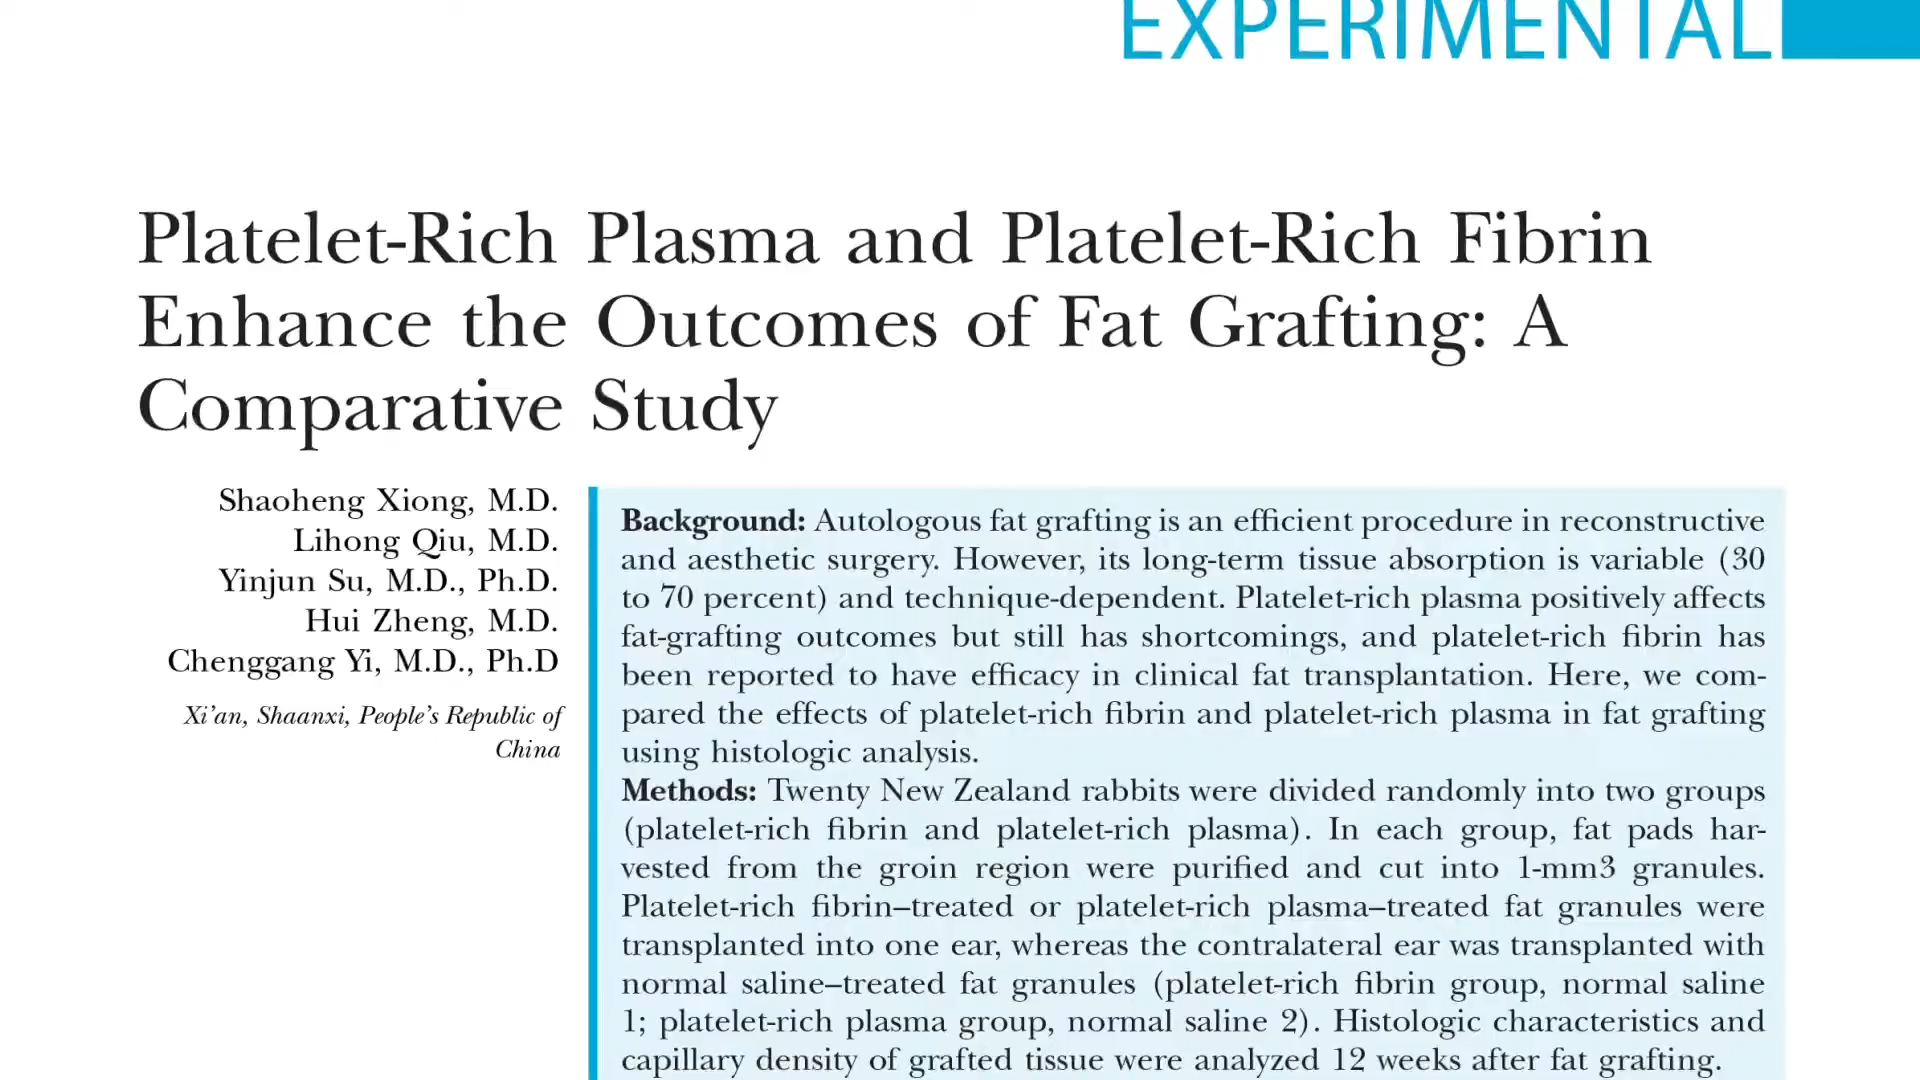 EXPERIMENTAL
Platelet-Rich Plasma and Platelet-Rich Fibrin
Enhance the Outcomes of Fat Grafting: A
Comparative Study
Shaoheng Xiong, M.D.
Lihong Qiu, M.D.
Yinjun Su, M.D., Ph.D.
Hui Zheng, M.D.
Chenggang Yi, M.D., Ph.D
Xi’an, Shaanxi, People’s Republic of
China
Background: Autologous fat grafting is an efficient procedure in reconstructive
and aesthetic surgery. However, its long-term tissue absorption is variable (30
to 70 percent) and technique-dependent. Platelet-rich plasma positively affects
fat-grafting outcomes but still has shortcomings, and platelet-rich fibrin has
been reported to have efficacy in clinical fat transplantation. Here, we com-
pared the effects of platelet-rich fibrin and platelet-rich plasma in fat grafting
using histologic analysis.
Methods: Twenty New Zealand rabbits were divided randomly into two groups
(platelet-rich fibrin and platelet-rich plasma). In each group, fat pads har-
vested from the groin region were purified and cut into 1-mm3 granules.
Platelet-rich fibrin–treated or platelet-rich plasma–treated fat granules were
transplanted into one ear, whereas the contralateral ear was transplanted with
normal saline–treated fat granules (platelet-rich fibrin group, normal saline
1; platelet-rich plasma group, normal saline 2). Histologic characteristics and
capillary density of grafted tissue were analyzed 12 weeks after fat grafting.